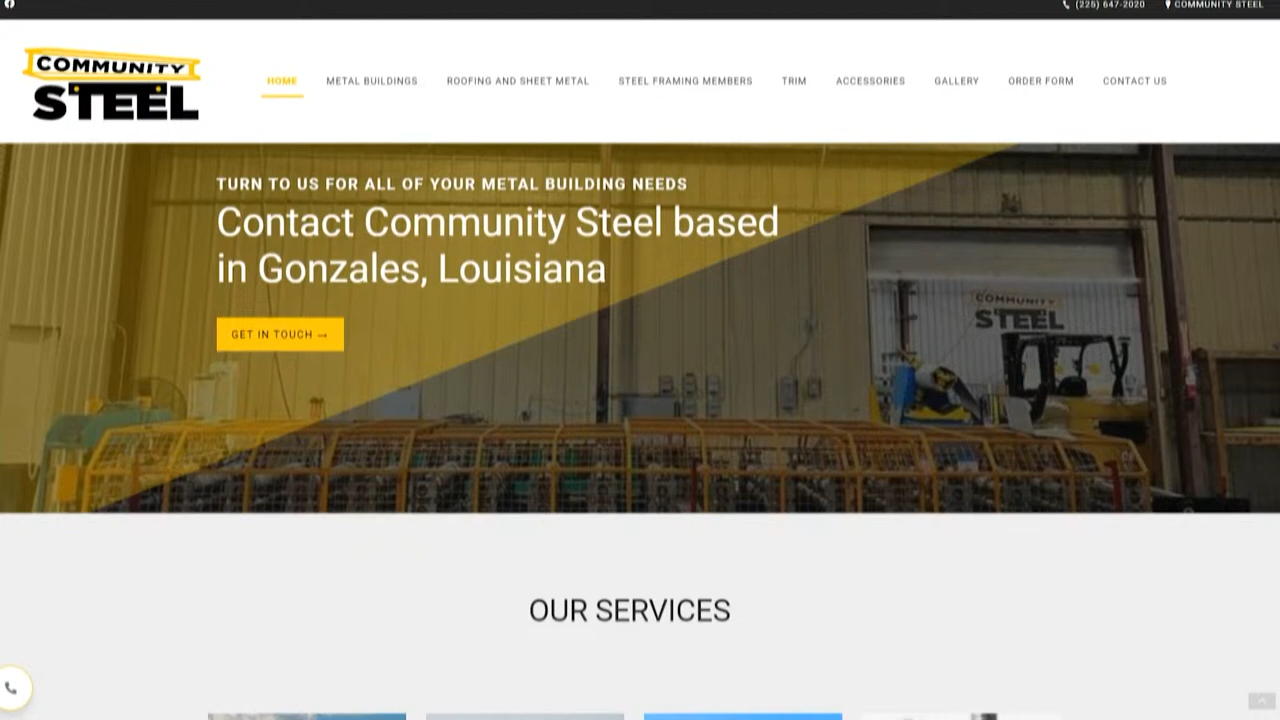 (225) 647-2020
COMMUNITY STEEL
COMMUNITY
STEEL
HOME
METAL BUILDINGS
ROOFING AND SHEET METAL
STEEL FRAMING MEMBERS
TRIM
ACCESSORIES
GALLERY
ORDER FORM
CONTACT US
TURN TO US FOR ALL OF YOUR METAL BUILDING NEEDS
Contact Community Steel based
in Gonzales, Louisiana
GET IN TOUCH →
COMMUNITY
STEEL
OUR SERVICES